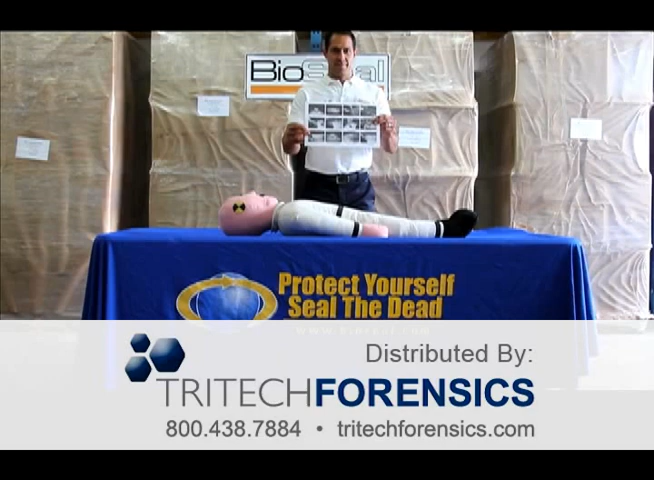 BioSeal
Protect Yourself
Seal The Dead
Distributed By:
TRITECHFORENSICS
800.438.7884 • tritechforensics.com